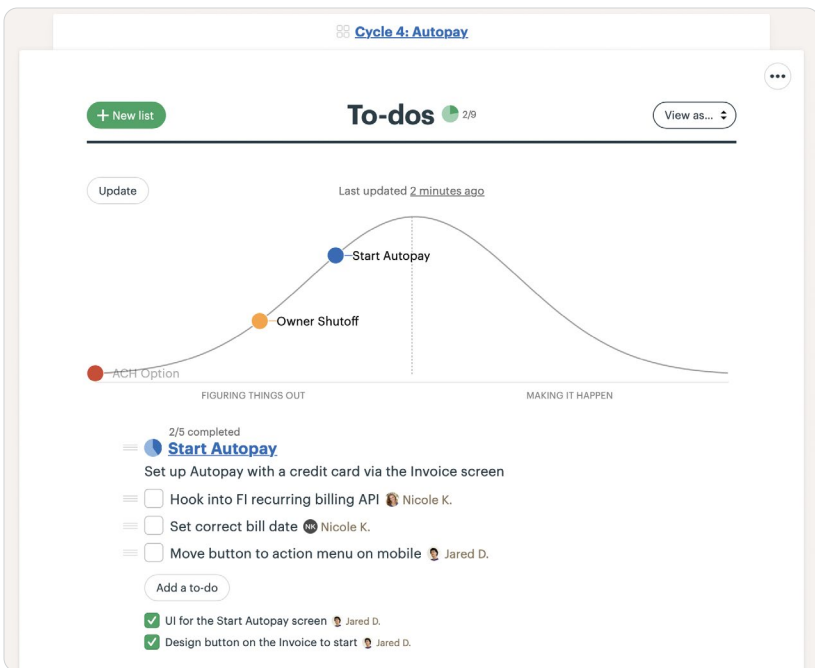 Cycle 4: Autopay
+ New list
To-dos 2/9
View as...
Update
Last updated 2 minutes ago
Start Autopay
Owner Shutoff
ACH Option
FIGURING THINGS OUT
MAKING IT HAPPEN
2/5 completed
Start Autopay
Set up Autopay with a credit card via the Invoice screen
Hook into FI recurring billing API Nicole K.
Set correct bill date NK Nicole K.
Move button to action menu on mobile Jared D.
Add a to-do
UI for the Start Autopay screen Jared D.
Design button on the Invoice to start Jared D.